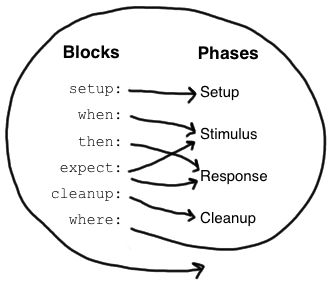 Blocks Phases
setup: Setup
when:
Stimulus
then:
expect: Response
cleanup:
Cleanup
where: